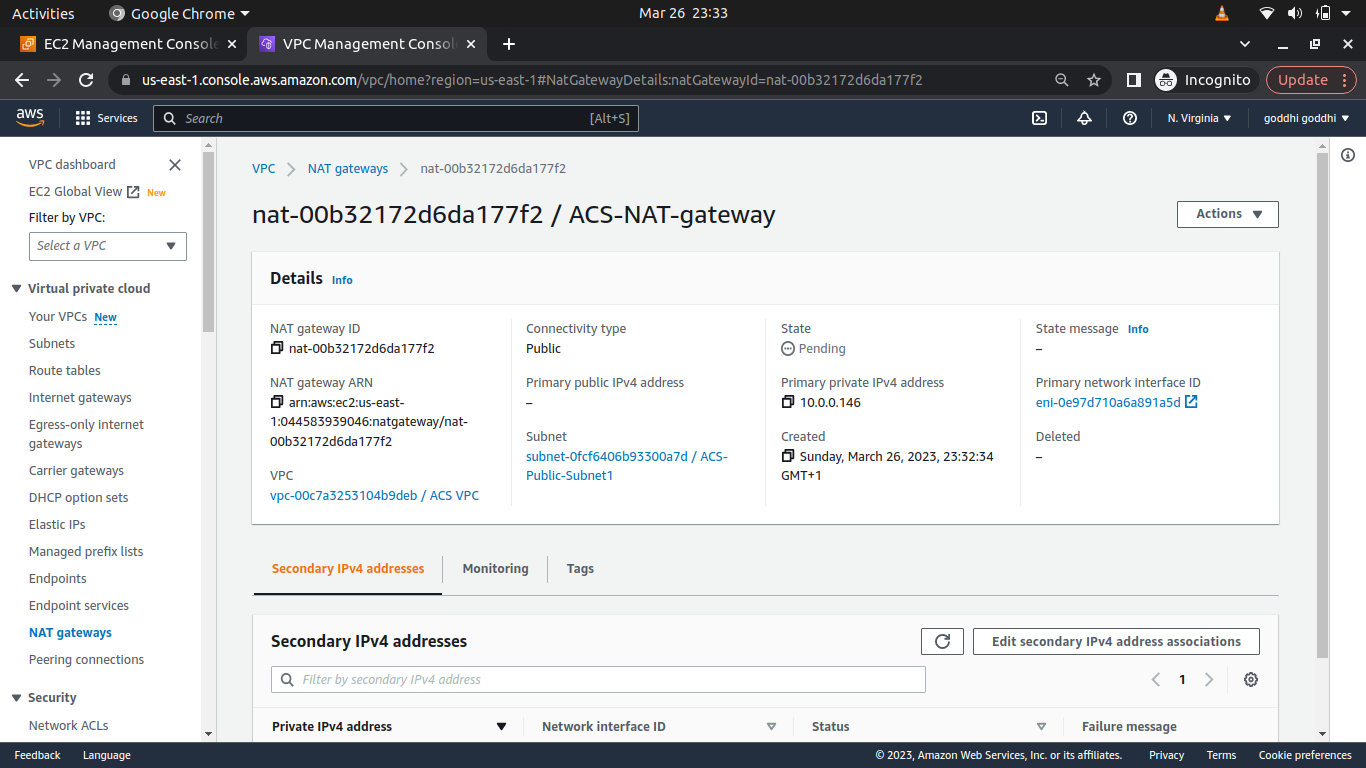 Activities
Google Chrome
Mar 26 23:33
EC2 Management Console
VPC Management Console
us-east-1.console.aws.amazon.com/vpc/home?region=us-east-1#NatGatewayDetails:natGatewayId=nat-00b32172d6da177f2
Incognito
Update
aws
Services
Search
[Alt+S]
N. Virginia
goddhi goddhi
VPC dashboard
EC2 Global View New
Filter by VPC:
Select a VPC
Virtual private cloud
Your VPCs New
Subnets
Route tables
Internet gateways
Egress-only internet
gateways
Carrier gateways
DHCP option sets
Elastic IPs
Managed prefix lists
Endpoints
Endpoint services
NAT gateways
Peering connections
Security
Network ACLs
VPC
NAT gateways
nat-00b32172d6da177f2
nat-00b32172d6da177f2 / ACS-NAT-gateway
Actions
Details Info
NAT gateway ID
nat-00b32172d6da177f2
NAT gateway ARN
arn:aws:ec2:us-east-
1:044583939046:natgateway/nat-
00b32172d6da177f2
VPC
vpc-00c7a3253104b9deb / ACS VPC
Connectivity type
Public
Primary public IPv4 address
–
Subnet
subnet-0fcf6406b93300a7d / ACS-
Public-Subnet1
State
Pending
Primary private IPv4 address
10.0.0.146
Created
Sunday, March 26, 2023, 23:32:34
GMT+1
State message Info
–
Primary network interface ID
eni-0e97d710a6a891a5d
Deleted
–
Secondary IPv4 addresses
Monitoring
Tags
Secondary IPv4 addresses
Edit secondary IPv4 address associations
Filter by secondary IPv4 address
1
Private IPv4 address
Network interface ID
Status
Failure message
Feedback
Language
© 2023, Amazon Web Services, Inc. or its affiliates.
Privacy
Terms
Cookie preferences